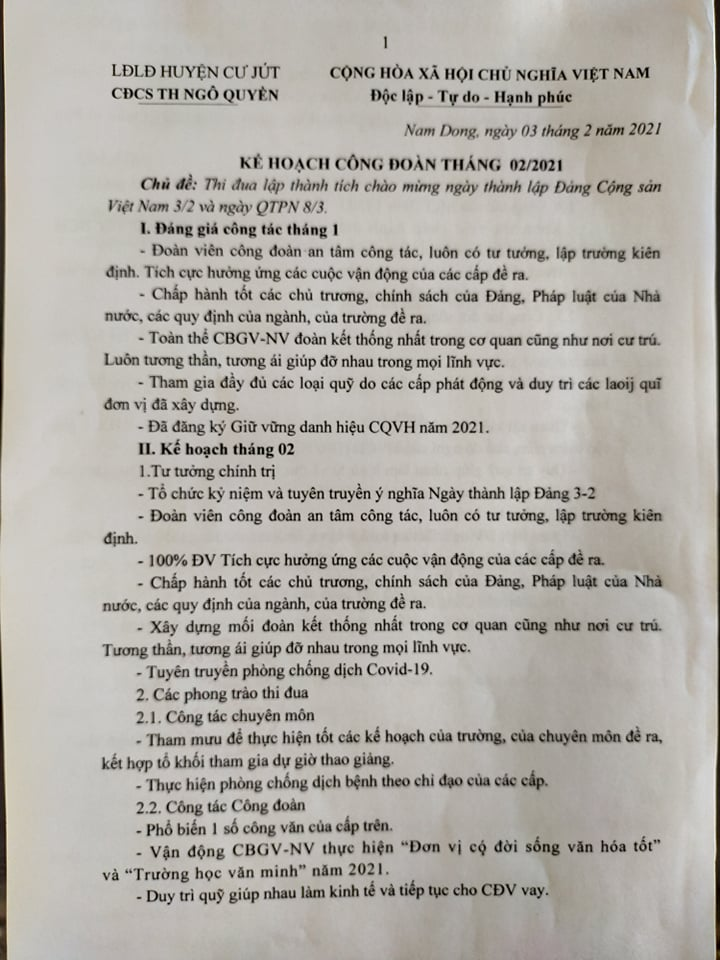 1
LĐLĐ HUYỆN CƯ JÚT
CỘNG HÒA XÃ HỘI CHỦ NGHĨA VIỆT NAM
CĐCS TH NGÔ QUYỀN
Độc lập - Tự do - Hạnh phúc
Nam Dong, ngày 03 tháng 2 năm 2021
KẾ HOẠCH CÔNG ĐOÀN THÁNG 02/2021
Chủ đề: Thi đua lập thành tích chào mừng ngày thành lập Đảng Cộng sản
Việt Nam 3/2 và ngày QTPN 8/3.
I. Đáng giá công tác tháng 1
- Đoàn viên công đoàn an tâm công tác, luôn có tư tưởng, lập trường kiên
định. Tích cực hưởng ứng các cuộc vận động của các cấp đề ra.
- Chấp hành tốt các chủ trương, chính sách của Đảng, Pháp luật của Nhà
nước, các quy định của ngành, của trường đề ra.
- Toàn thể CBGV-NV đoàn kết thống nhất trong cơ quan cũng như nơi cư trú.
Luôn tương thần, tương ái giúp đỡ nhau trong mọi lĩnh vực.
- Tham gia đầy đủ các loại quỹ do các cấp phát động và duy trì các laoij quĩ
đơn vị đã xây dựng.
- Đã đăng ký Giữ vững danh hiệu CQVH năm 2021.
II. Kế hoạch tháng 02
1.Tư tưởng chính trị
- Tổ chức kỷ niệm và tuyên truyền ý nghĩa Ngày thành lập Đảng 3-2
- Đoàn viên công đoàn an tâm công tác, luôn có tư tưởng, lập trường kiên
định.
- 100% ĐV Tích cực hưởng ứng các cuộc vận động của các cấp đề ra.
- Chấp hành tốt các chủ trương, chính sách của Đảng, Pháp luật của Nhà
nước, các quy định của ngành, của trường đề ra.
- Xây dựng mối đoàn kết thống nhất trong cơ quan cũng như nơi cư trú.
Tương thần, tương ái giúp đỡ nhau trong mọi lĩnh vực.
- Tuyên truyền phòng chống dịch Covid-19.
2. Các phong trào thi đua
2.1. Công tác chuyên môn
- Tham mưu để thực hiện tốt các kế hoạch của trường, của chuyên môn đề ra,
kết hợp tổ khối tham gia dự giờ thao giảng.
- Thực hiện phòng chống dịch bệnh theo chỉ đạo của các cấp.
2.2. Công tác Công đoàn
- Phổ biến 1 số công văn của cấp trên.
- Vận động CBGV-NV thực hiện “Đơn vị cọ́ đời sống văn hóa tốt”
và “Trường học văn minh” năm 2021.
- Duy trì quỹ giúp nhau làm kinh tế và tiếp tục cho CĐV vay.